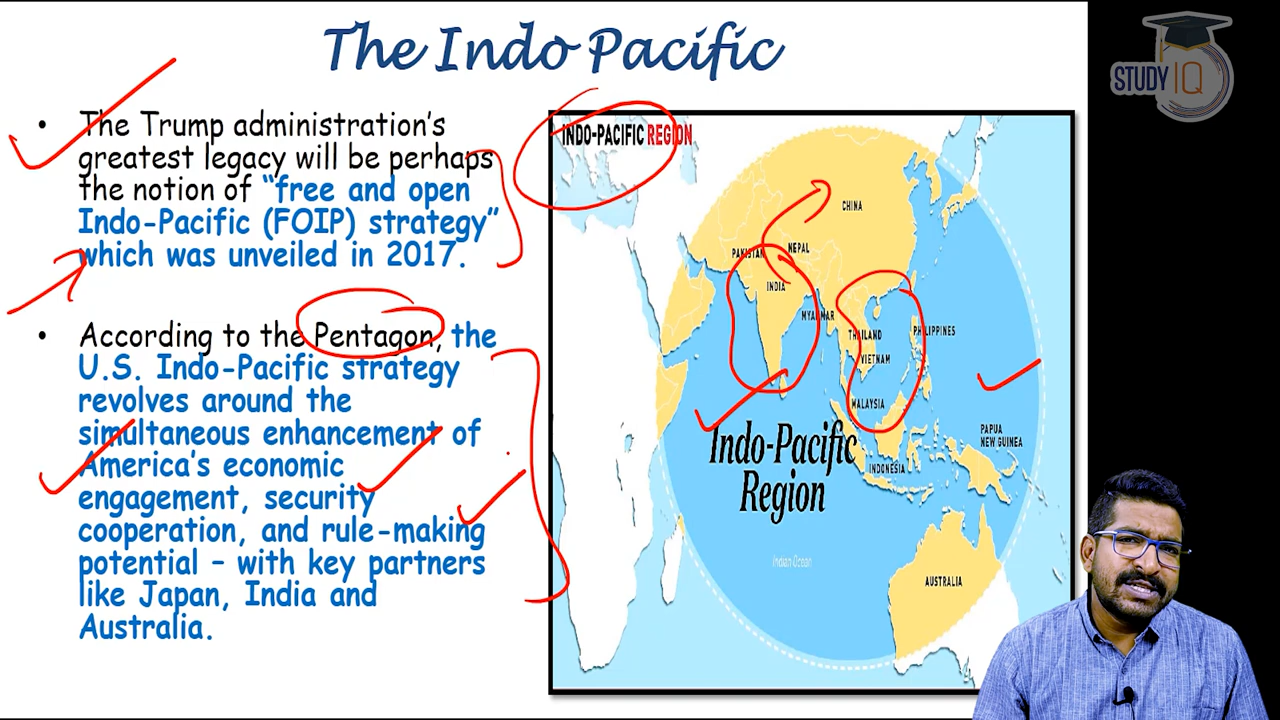 The Indo Pacific
STUDY IQ
• The Trump administration's
greatest legacy will be perhaps
the notion of “free and open
Indo-Pacific (FOIP) strategy”
which was unveiled in 2017.
• According to the Pentagon, the
U.S. Indo-Pacific strategy
revolves around the
simultaneous enhancement of
America's economic
engagement, security
cooperation, and rule-making
potential – with key partners
like Japan, India and
Australia.
INDO-PACIFIC REGION
CHINA
PAKISTAN
NEPAL
INDIA
MYANMAR
THAILAND
PHILIPPINES
VIETNAM
MALAYSIA
PAPUA
NEW GUINEA
Indo-Pacific
Region
INDONESIA
Indian Ocean
AUSTRALIA